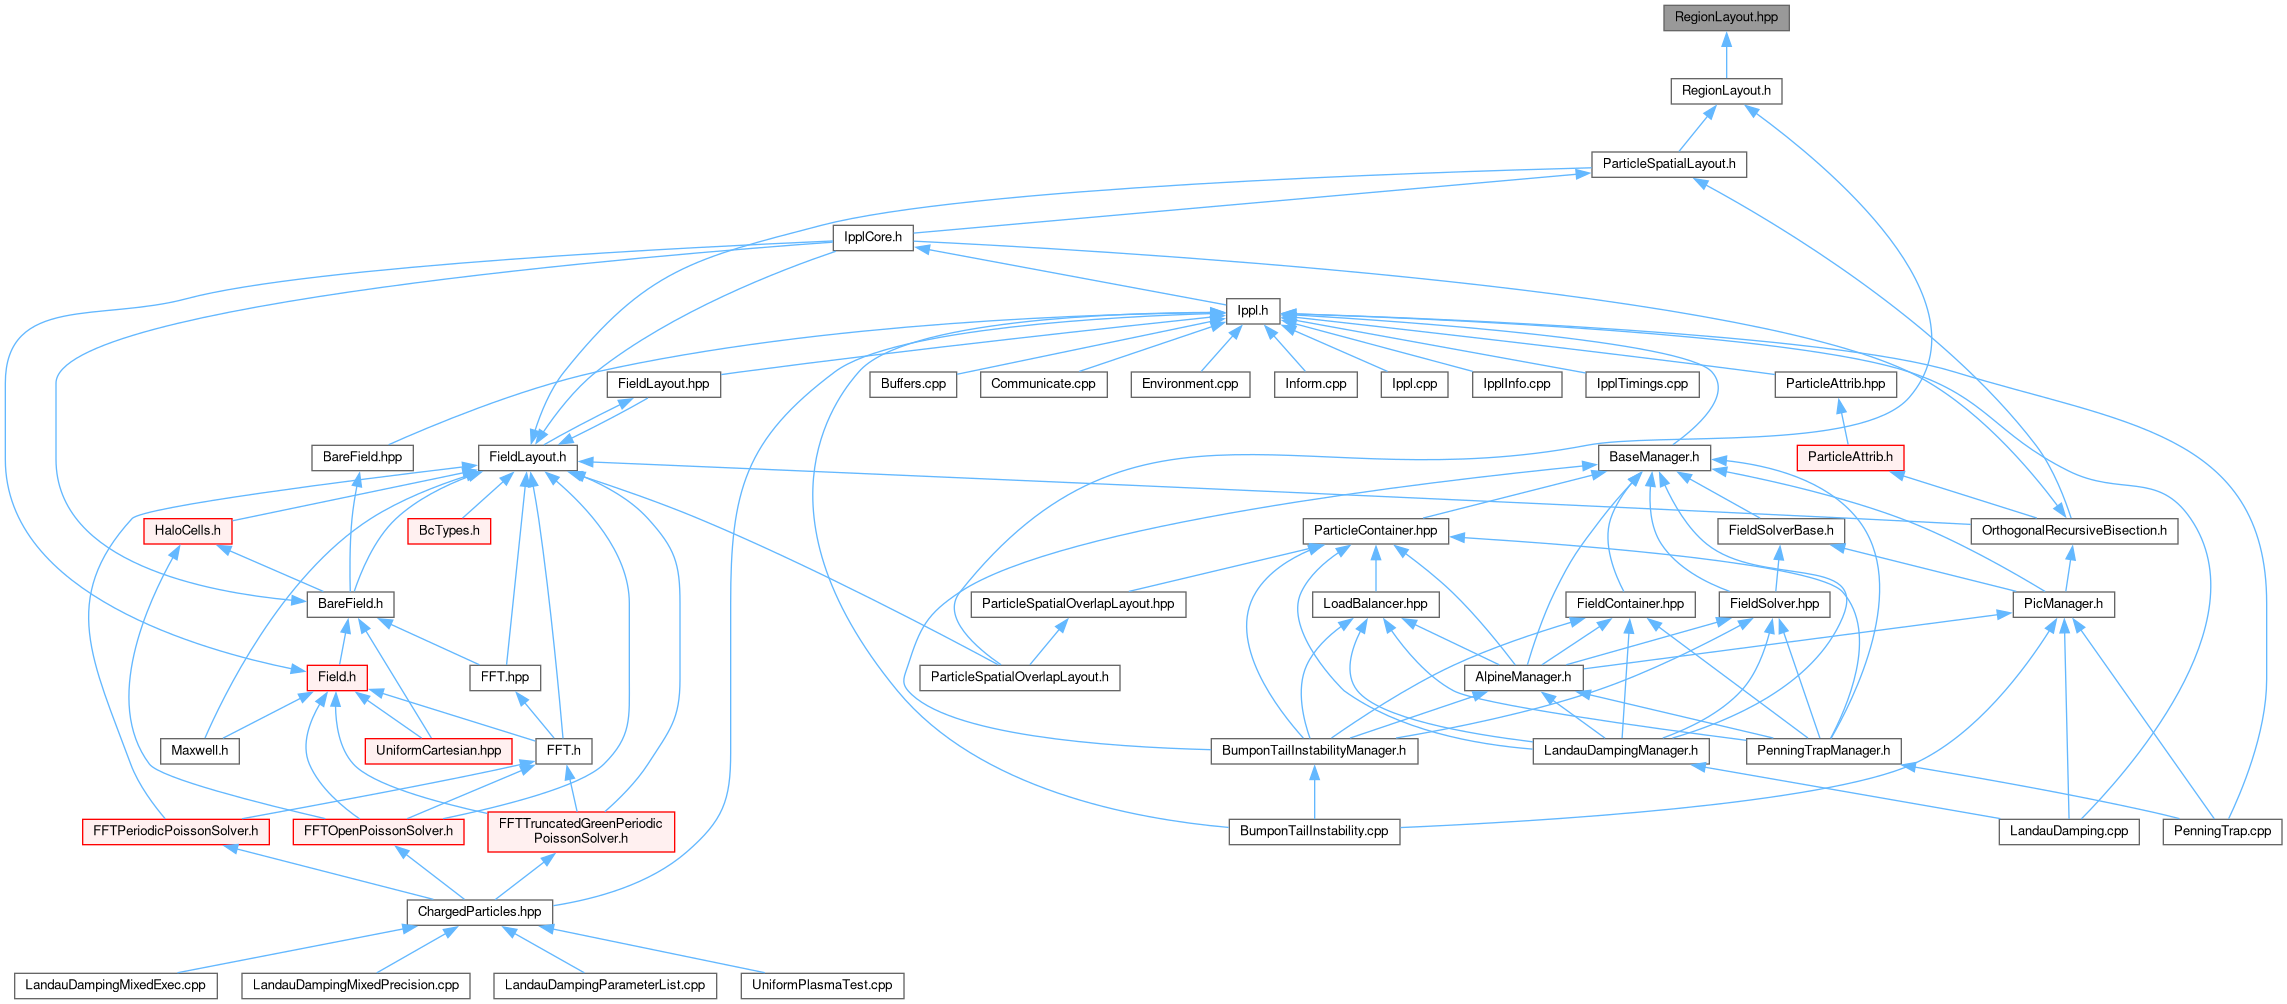 RegionLayout.hpp
RegionLayout.h
ParticleSpatialLayout.h
IpplCore.h
Ippl.h
FieldLayout.hpp
Buffers.cpp
Communicate.cpp
Environment.cpp
Inform.cpp
Ippl.cpp
IpplInfo.cpp
IpplTimings.cpp
ParticleAttrib.hpp
BareField.hpp
FieldLayout.h
BaseManager.h
ParticleAttrib.h
HaloCells.h
BcTypes.h
ParticleContainer.hpp
FieldSolverBase.h
OrthogonalRecursiveBisection.h
BareField.h
ParticleSpatialOverlapLayout.hpp
LoadBalancer.hpp
FieldContainer.hpp
FieldSolver.hpp
PicManager.h
Field.h
FFT.hpp
ParticleSpatialOverlapLayout.h
AlpineManager.h
Maxwell.h
UniformCartesian.hpp
FFT.h
BumponTailInstabilityManager.h
LandauDampingManager.h
PenningTrapManager.h
FFTPeriodicPoissonSolver.h
FFTOpenPoissonSolver.h
FFTTruncatedGreenPeriodic
PoissonSolver.h
BumponTailInstability.cpp
LandauDamping.cpp
PenningTrap.cpp
ChargedParticles.hpp
LandauDampingMixedExec.cpp
LandauDampingMixedPrecision.cpp
LandauDampingParameterList.cpp
UniformPlasmaTest.cpp